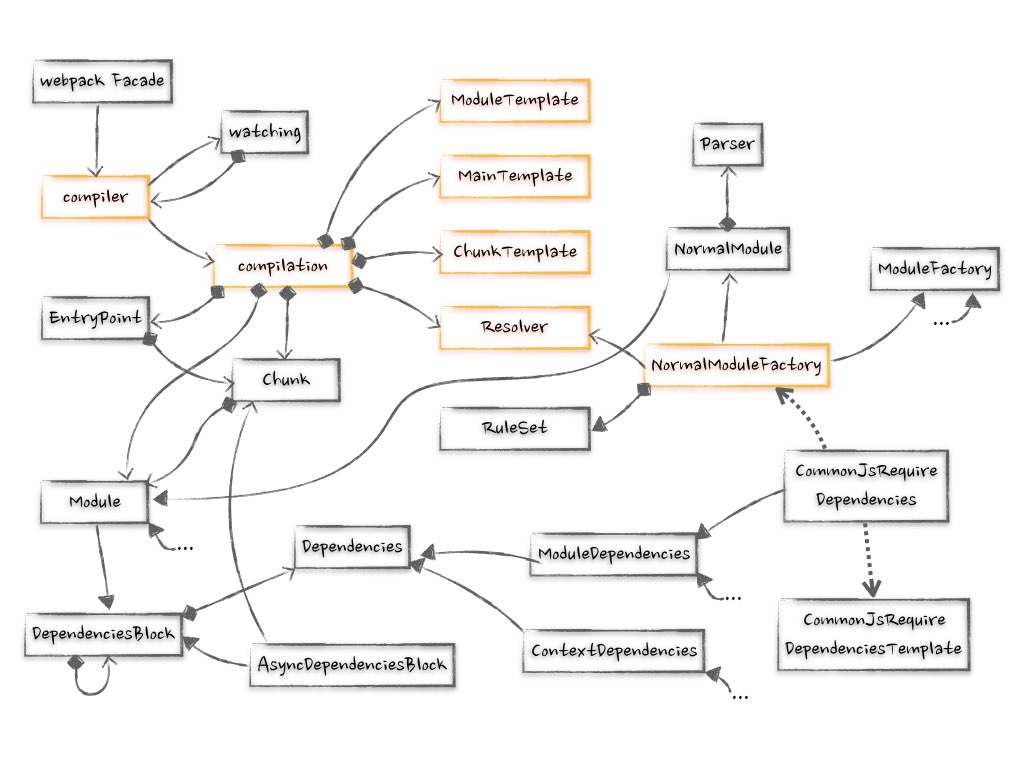 webpack Facade
ModuleTemplate
watching
Parser
MainTemplate
compiler
NormalModule
ChunkTemplate
compilation
ModuleFactory
EntryPoint
Resolver
...
NormalModuleFactory
Chunk
RuleSet
CommonJsRequire
Dependencies
Module
...
Dependencies
ModuleDependencies
...
DependenciesBlock
CommonJsRequire
DependenciesTemplate
AsyncDependenciesBlock
ContextDependencies
...